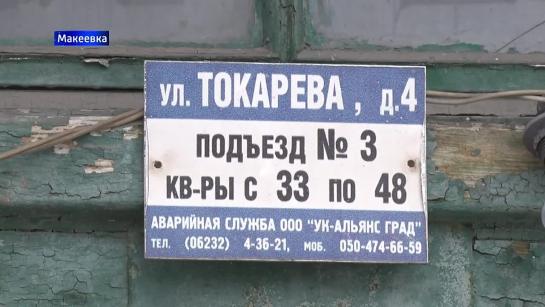 Макеевка
ул. ТОКАРЕВА , д.4
ПОДЪЕЗД № 3
КВ-РЫ С 33 ПО 48
АВАРИЙНАЯ СЛУЖБА ООО "УК-АЛЬЯНС ГРАД"
ТЕЛ. (06232) 4-36-21, МОБ. 050-474-66-59